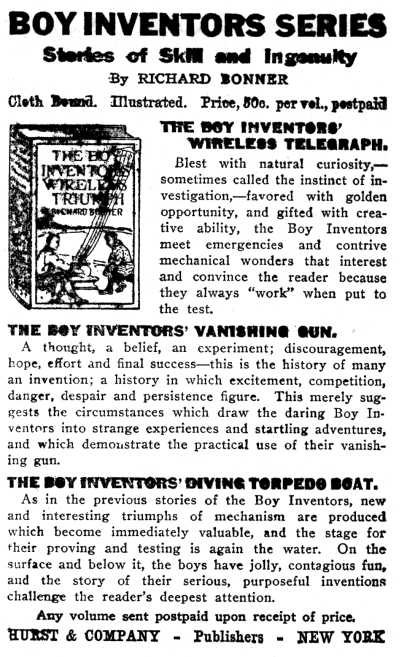 BOY INVENTORS SERIES
Stories of Skill and Ingenuity
By RICHARD BONNER
Cloth Bound. Illustrated. Price, 50c. per vol., postpaid
THE BOY
INVENTORS'
WIRELESS
TRIUMPH
RICHARD BONNER
THE BOY INVENTORS'
WIRELESS TELEGRAPH.
Blest with natural curiosity,—
sometimes called the instinct of in-
vestigation,—favored with golden
opportunity, and gifted with crea-
tive ability, the Boy Inventors
meet emergencies and contrive
mechanical wonders that interest
and convince the reader because
they always "work" when put to
the test.
THE BOY INVENTORS' VANISHING GUN.
A thought, a belief, an experiment; discouragement,
hope, effort and final success—this is the history of many
an invention; a history in which excitement, competition,
danger, despair and persistence figure. This merely sug-
gests the circumstances which draw the daring Boy In-
ventors into strange experiences and startling adventures,
and which demonstrate the practical use of their vanish-
ing gun.
THE BOY INVENTORS' DIVING TORPEDO BOAT.
As in the previous stories of the Boy Inventors, new
and interesting triumphs of mechanism are produced
which become immediately valuable, and the stage for
their proving and testing is again the water. On the
surface and below it, the boys have jolly, contagious fun,
and the story of their serious, purposeful inventions
challenge the reader's deepest attention.
Any volume sent postpaid upon receipt of price.
HURST & COMPANY - Publishers - NEW YORK